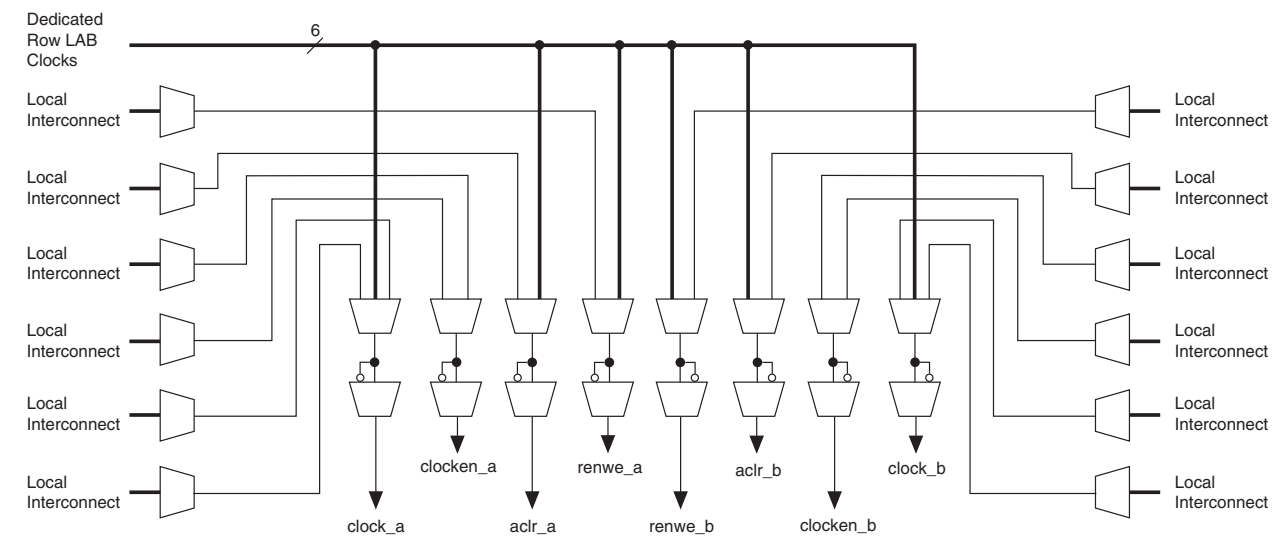 Dedicated
Row LAB
Clocks
6
Local
Interconnect
Local
Interconnect
Local
Interconnect
Local
Interconnect
Local
Interconnect
Local
Interconnect
Local
Interconnect
Local
Interconnect
Local
Interconnect
Local
Interconnect
Local
Interconnect
Local
Interconnect
clocken_a
renwe_a
aclr_b
clock_b
clock_a
aclr_a
renwe_b
clocken_b